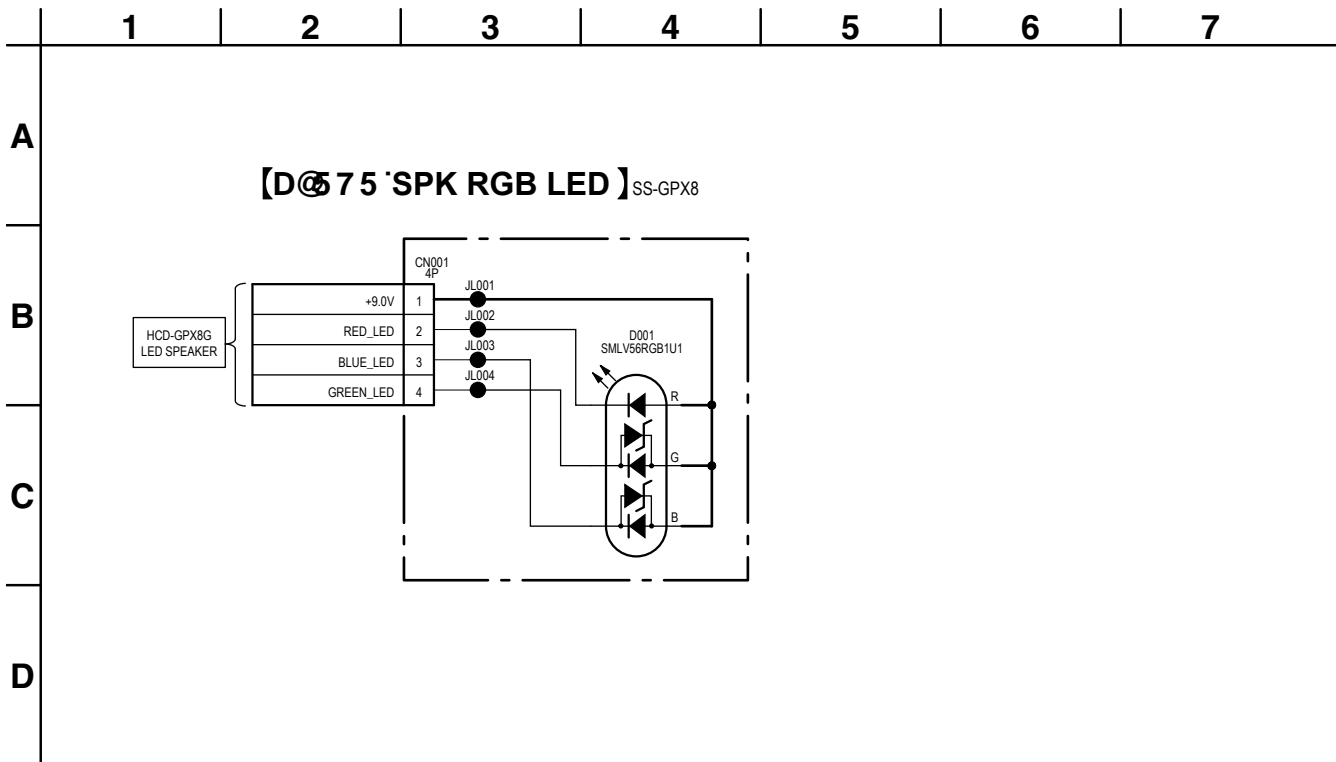 1 2 3 4 5 6 7
A
【D@575˙SPK RGB LED】SS-GPX8
B
CN001
4P
JL001
+9.0V 1
JL002
RED_LED 2
HCD-GPX8G
LED SPEAKER
D001
SMLV56RGB1U1
JL003
BLUE_LED 3
JL004
GREEN_LED 4
R
G
C
B
D